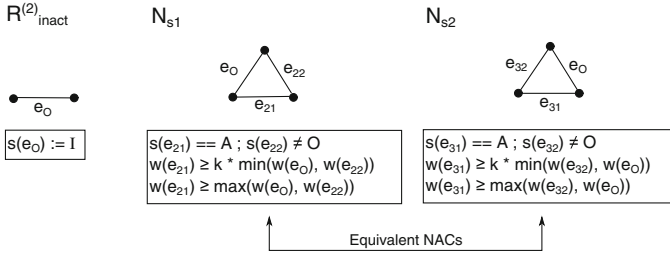 R(2)inact
Ns1
Ns2
eO
e22
e32
eO
eO
e21
e31
s(eO) := I
s(e21) == A ; s(e22) ≠ O
w(e21) ≥ k * min(w(eO), w(e22))
w(e21) ≥ max(w(eO), w(e22))
s(e31) == A ; s(e32) ≠ O
w(e31) ≥ k * min(w(e32), w(eO))
w(e31) ≥ max(w(e32), w(eO))
Equivalent NACs